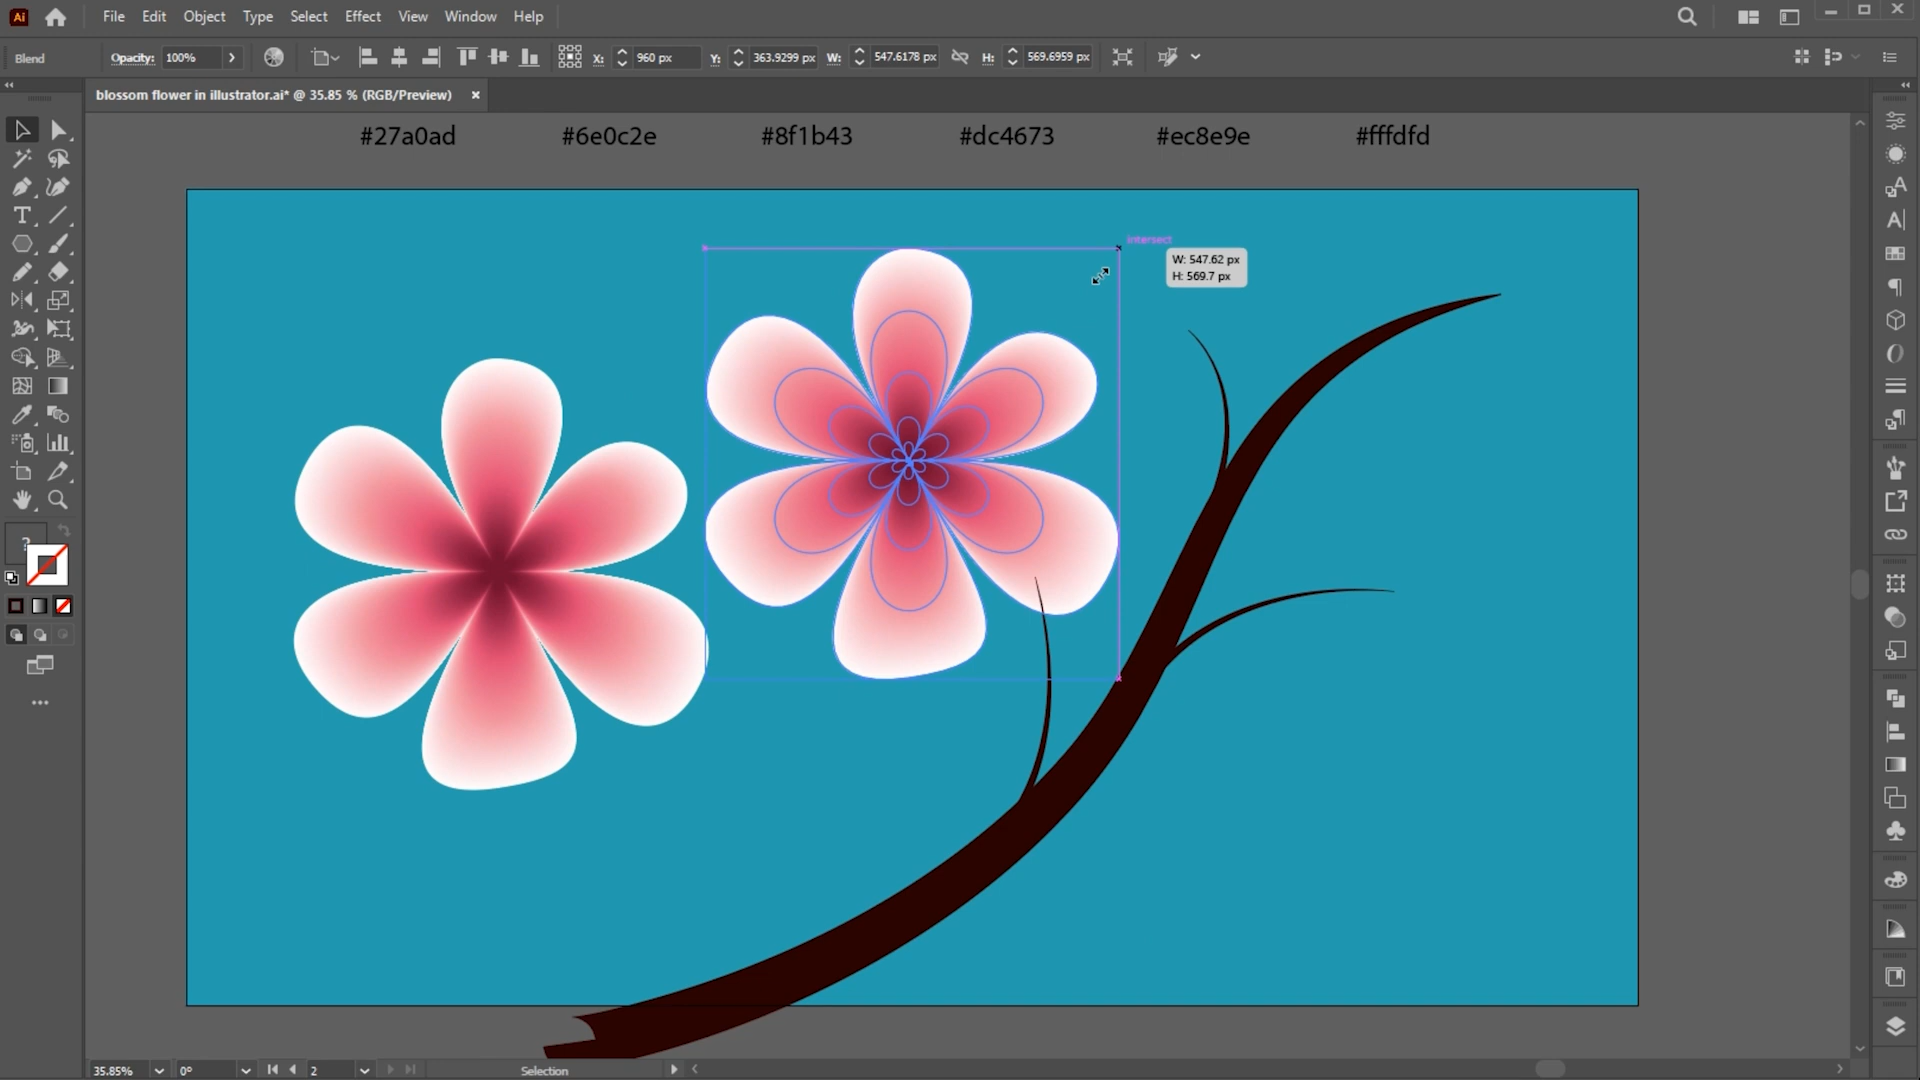 Ai File Edit Object Type Select Effect View Window Help
Blend Opacity: 100% X: 960 px Y: 363.9299 px W: 547.6178 px H: 569.6959 px
blossom flower in illustrator.ai* @ 35.85 % (RGB/Preview)
#27a0ad #6e0c2e #8f1b43 #dc4673 #ec8e9e #fffdfd
intersect
W: 547.62 px
H: 569.7 px
?
35.85% 0° 2 Selection